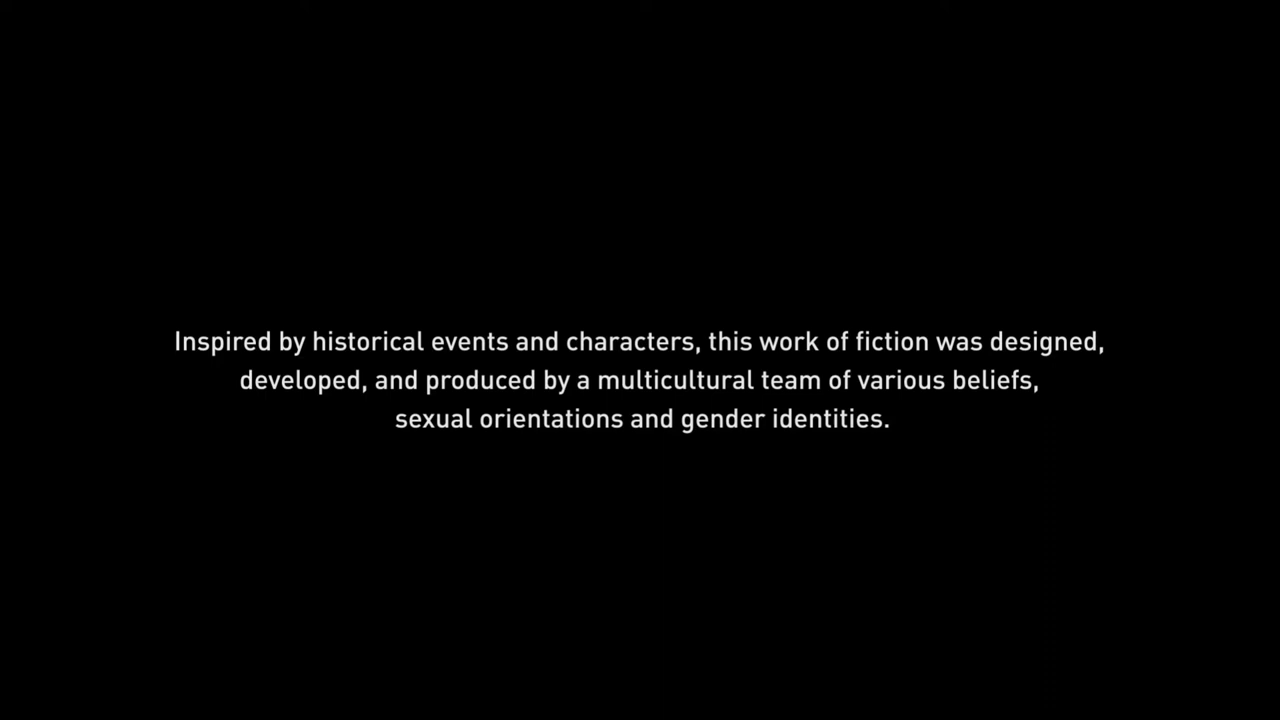 Inspired by historical events and characters, this work of fiction was designed,
developed, and produced by a multicultural team of various beliefs,
sexual orientations and gender identities.